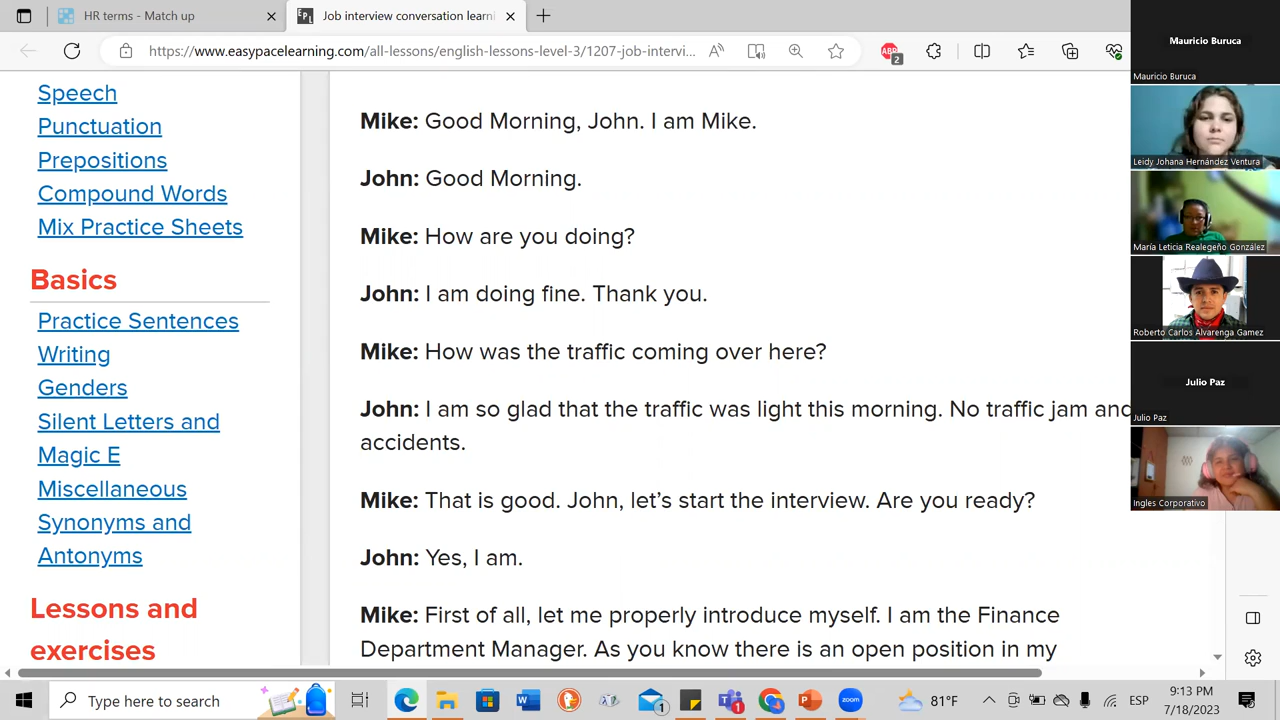 HR terms - Match up
Job interview conversation learni
https://www.easypacelearning.com/all-lessons/english-lessons-level-3/1207-job-intervi...
ABP
2
Speech
Punctuation
Prepositions
Compound Words
Mix Practice Sheets
Basics
Practice Sentences
Writing
Genders
Silent Letters and
Magic E
Miscellaneous
Synonyms and
Antonyms
Lessons and
exercises
Mike: Good Morning, John. I am Mike.
John: Good Morning.
Mike: How are you doing?
John: I am doing fine. Thank you.
Mike: How was the traffic coming over here?
John: I am so glad that the traffic was light this morning. No traffic jam and
accidents.
Mike: That is good. John, let's start the interview. Are you ready?
John: Yes, I am.
Mike: First of all, let me properly introduce myself. I am the Finance
Department Manager. As you know there is an open position in my
Mauricio Buruca
Mauricio Buruca
Leidy Johana Hernández Ventura
María Leticia Realegeño González
Roberto Carlos Alvarenga Gamez
Julio Paz
Julio Paz
Ingles Corporativo
Type here to search
1
1
81°F
ESP
9:13 PM
7/18/2023